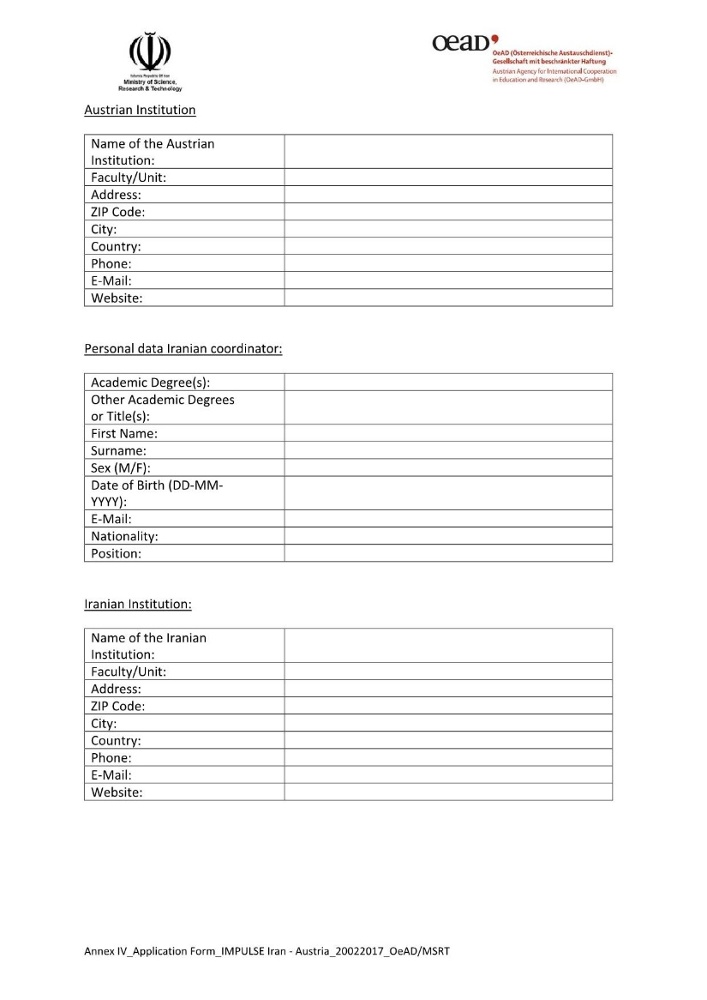 Islamic Republic Of Iran
Ministry of Science,
Research & Technology
OeAD
OeAD (Österreichische Austauschdienst)-
Gesellschaft mit beschränkter Haftung
Austrian Agency for International Cooperation
in Education and Research (OeAD-GmbH)
Austrian Institution
Name of the Austrian
Institution:
Faculty/Unit:
Address:
ZIP Code:
City:
Country:
Phone:
E-Mail:
Website:
Personal data Iranian coordinator:
Academic Degree(s):
Other Academic Degrees
or Title(s):
First Name:
Surname:
Sex (M/F):
Date of Birth (DD-MM-
YYYY):
E-Mail:
Nationality:
Position:
Iranian Institution:
Name of the Iranian
Institution:
Faculty/Unit:
Address:
ZIP Code:
City:
Country:
Phone:
E-Mail:
Website:
Annex IV_Application Form_IMPULSE Iran - Austria_20022017_OeAD/MSRT